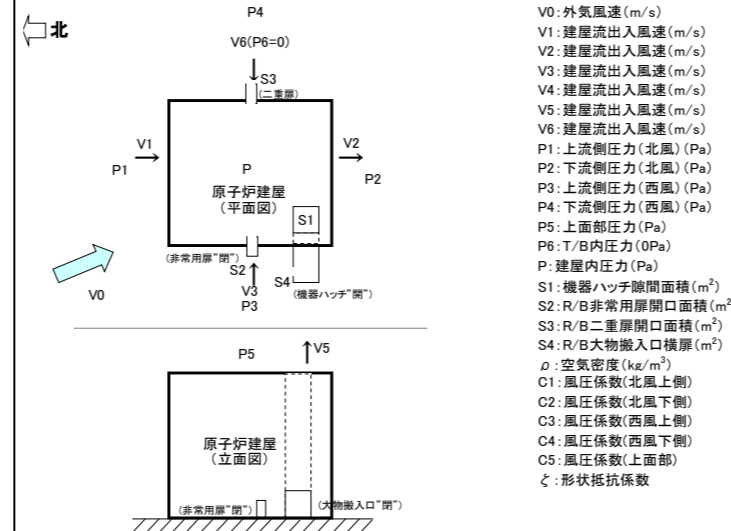 P4
北
V6(P6=0)
S3
(二重扉)
V1
V2
P1
P
P2
原子炉建屋
(平面図)
S1
(非常用扉"閉")
S2
S4
(機器ハッチ"開")
V3
P3
V0
P5
V5
原子炉建屋
(立面図)
(非常用扉"閉")
(大物搬入口"閉")
V0:外気風速(m/s)
V1:建屋流出入風速(m/s)
V2:建屋流出入風速(m/s)
V3:建屋流出入風速(m/s)
V4:建屋流出入風速(m/s)
V5:建屋流出入風速(m/s)
V6:建屋流出入風速(m/s)
P1:上流側圧力(北風)(Pa)
P2:下流側圧力(北風)(Pa)
P3:上流側圧力(西風)(Pa)
P4:下流側圧力(西風)(Pa)
P5:上面部圧力(Pa)
P6:T/B内圧力(0Pa)
P:建屋内圧力(Pa)
S1:機器ハッチ隙間面積(m²)
S2:R/B非常用扉開口面積(m²
S3:R/B二重扉開口面積(m²)
S4:R/B大物搬入口横扉(m²)
ρ:空気密度(kg/m³)
C1:風圧係数(北風上側)
C2:風圧係数(北風下側)
C3:風圧係数(西風上側)
C4:風圧係数(西風下側)
C5:風圧係数(上面部)
ζ:形状抵抗係数